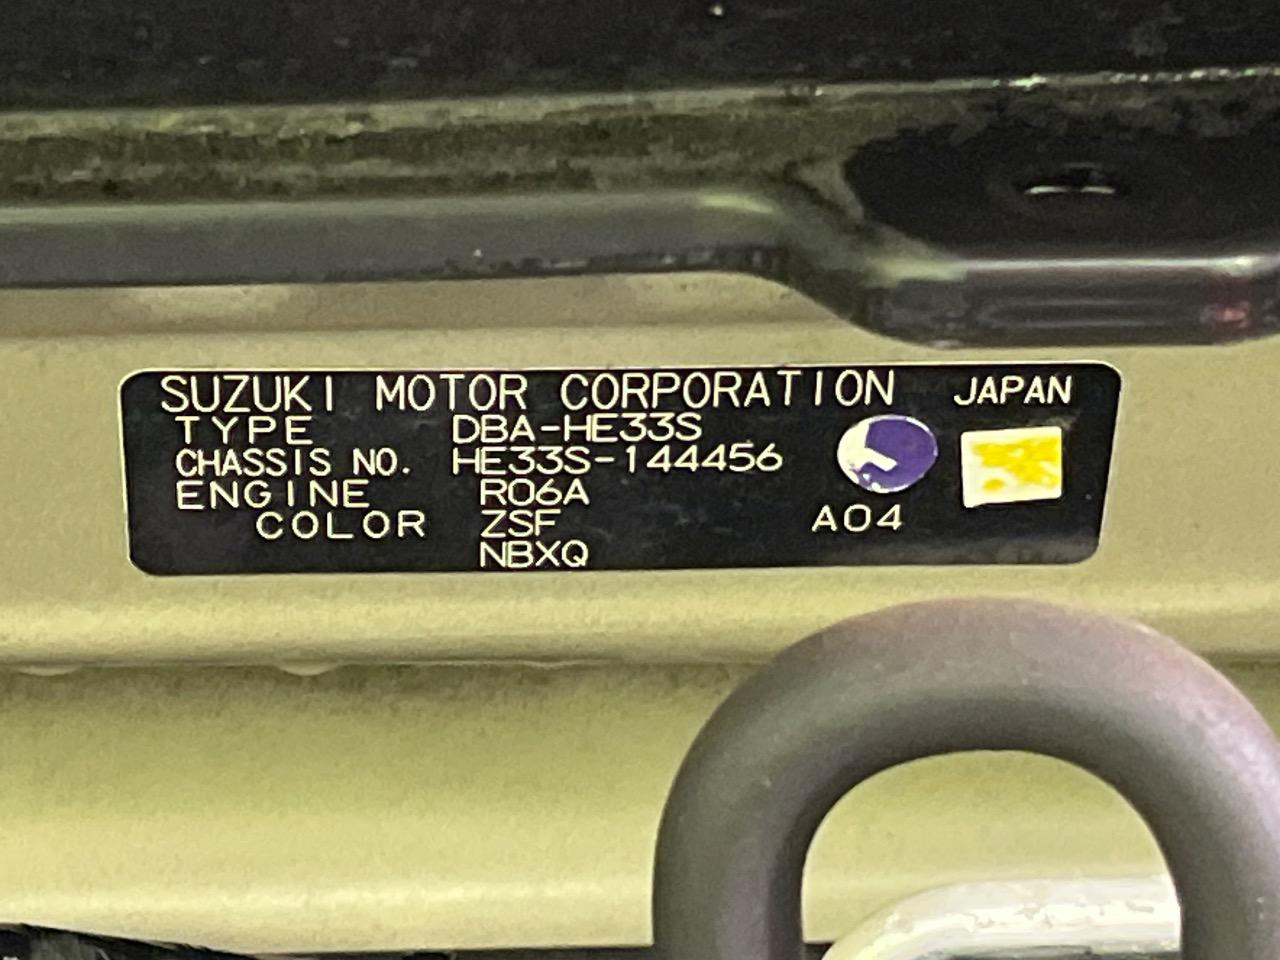 SUZUKI MOTOR CORPORATION JAPAN
TYPE DBA-HE33S
CHASSIS NO. HE33S-144456
ENGINE R06A
COLOR ZSF A04
NBXQ